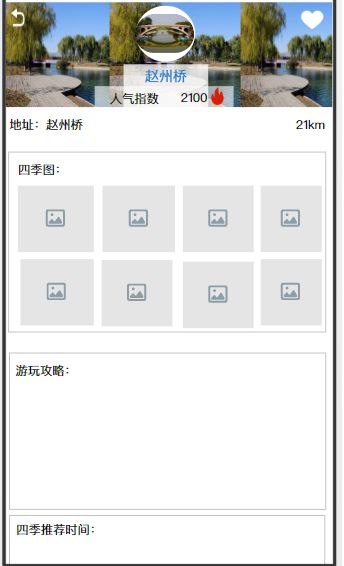 赵州桥
人气指数 2100
地址：赵州桥 21km
四季图：
游玩攻略：
四季推荐时间：